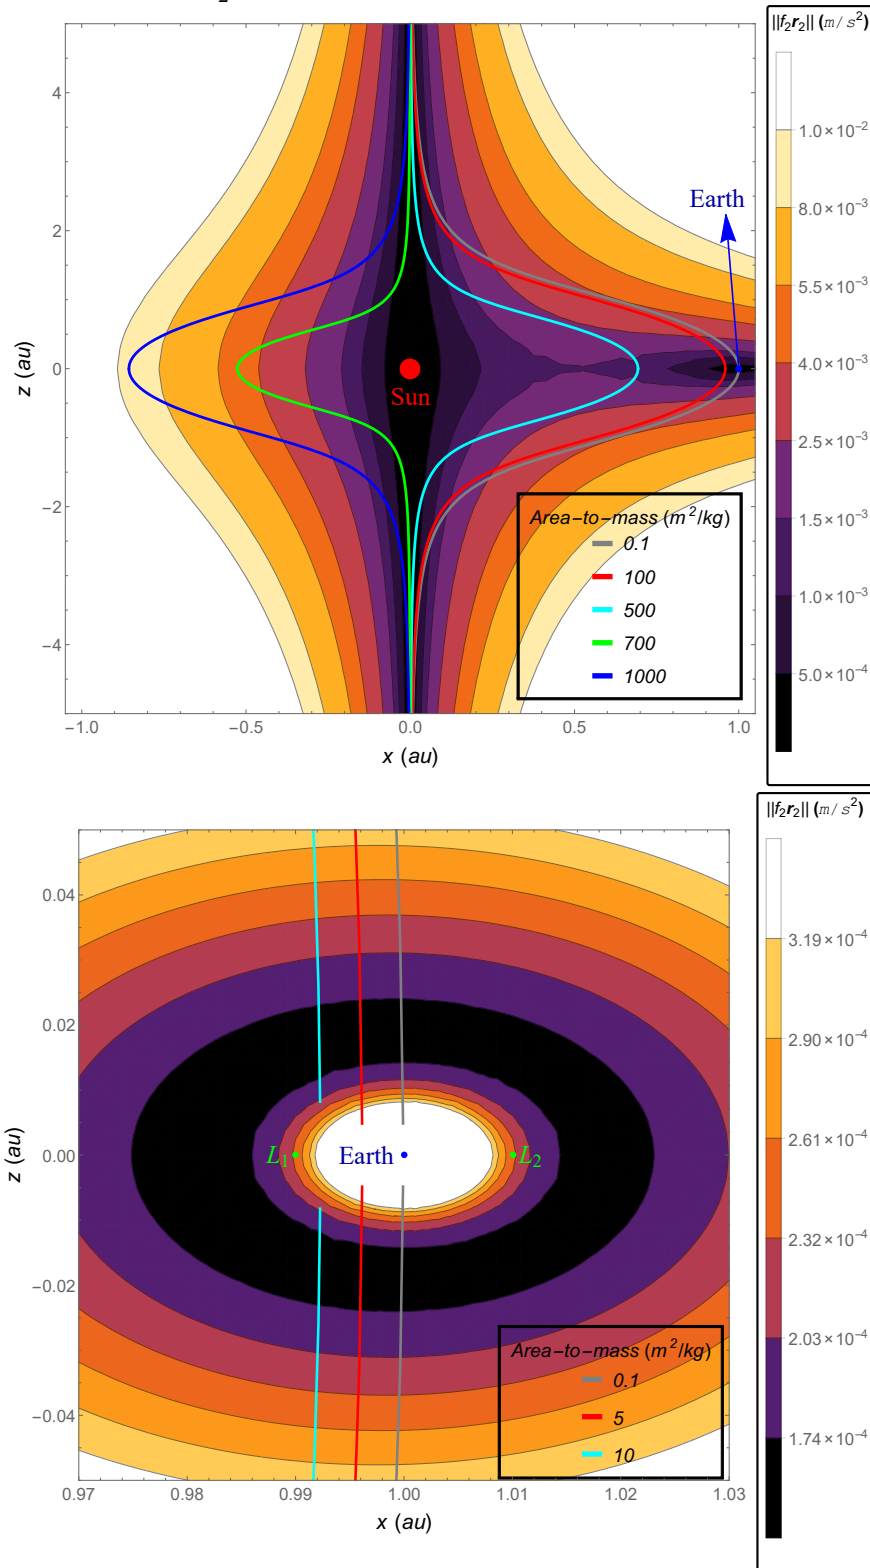 2
||f₂r₂|| (m/s²)
4
2
0
−2
−4
z (au)
Earth
Sun
1.0×10⁻²
8.0×10⁻³
5.5×10⁻³
4.0×10⁻³
2.5×10⁻³
1.5×10⁻³
1.0×10⁻³
5.0×10⁻⁴
Area−to−mass (m²/kg)
0.1
100
500
700
1000
−1.0 −0.5 0.0 0.5 1.0
x (au)
||f₂r₂|| (m/s²)
0.04
0.02
0.00
−0.02
−0.04
z (au)
L₁ Earth L₂
3.19×10⁻⁴
2.90×10⁻⁴
2.61×10⁻⁴
2.32×10⁻⁴
2.03×10⁻⁴
1.74×10⁻⁴
Area−to−mass (m²/kg)
0.1
5
10
0.97 0.98 0.99 1.00 1.01 1.02 1.03
x (au)